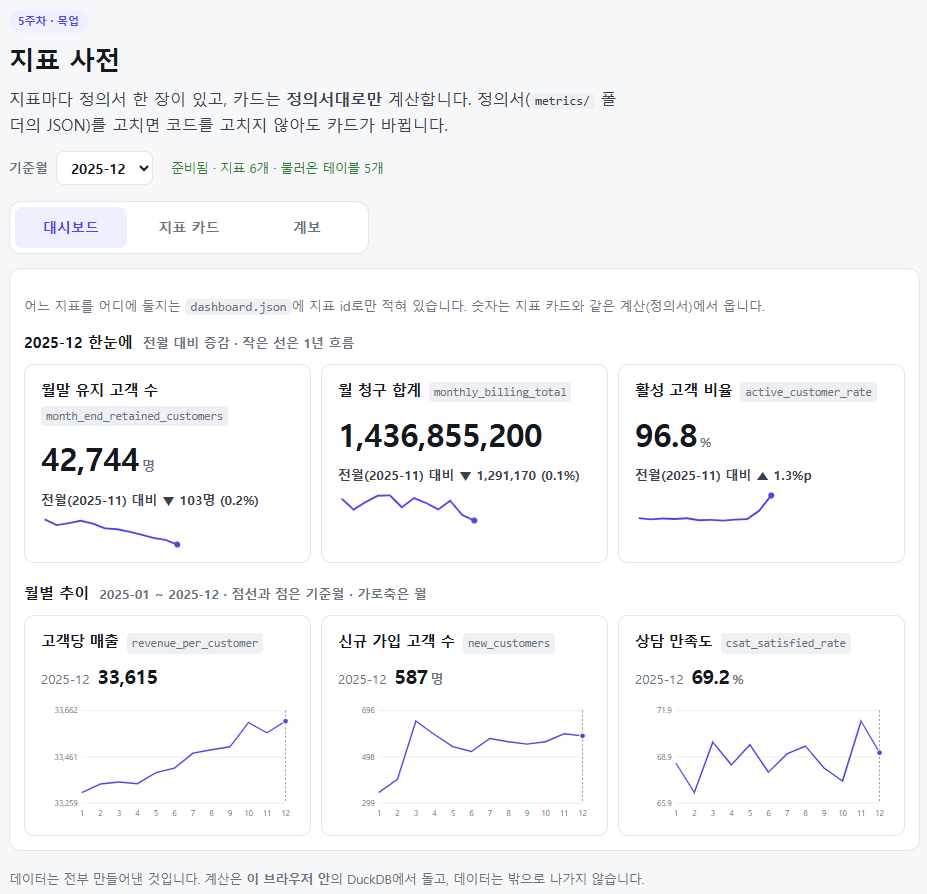 5주차 · 목업
지표 사전
지표마다 정의서 한 장이 있고, 카드는 정의서대로만 계산합니다. 정의서( metrics/ 폴
더의 JSON)를 고치면 코드를 고치지 않아도 카드가 바뀝니다.
기준월 2025-12 준비됨 · 지표 6개 · 불러온 테이블 5개
대시보드 지표 카드 계보
어느 지표를 어디에 둘지는 dashboard.json 에 지표 id로만 적혀 있습니다. 숫자는 지표 카드와 같은 계산(정의서)에서 옵니다.
2025-12 한눈에 전월 대비 증감 · 작은 선은 1년 흐름
월말 유지 고객 수
month_end_retained_customers
42,744 명
전월(2025-11) 대비 ▼ 103명 (0.2%)
월 청구 합계 monthly_billing_total
1,436,855,200
전월(2025-11) 대비 ▼ 1,291,170 (0.1%)
활성 고객 비율 active_customer_rate
96.8 %
전월(2025-11) 대비 ▲ 1.3%p
월별 추이 2025-01 ~ 2025-12 · 점선과 점은 기준월 · 가로축은 월
고객당 매출 revenue_per_customer
2025-12 33,615
33,662
33,461
33,259
1 2 3 4 5 6 7 8 9 10 11 12
신규 가입 고객 수 new_customers
2025-12 587 명
696
498
299
1 2 3 4 5 6 7 8 9 10 11 12
상담 만족도 csat_satisfied_rate
2025-12 69.2 %
71.9
68.9
65.9
1 2 3 4 5 6 7 8 9 10 11 12
데이터는 전부 만들어낸 것입니다. 계산은 이 브라우저 안의 DuckDB에서 돌고, 데이터는 밖으로 나가지 않습니다.